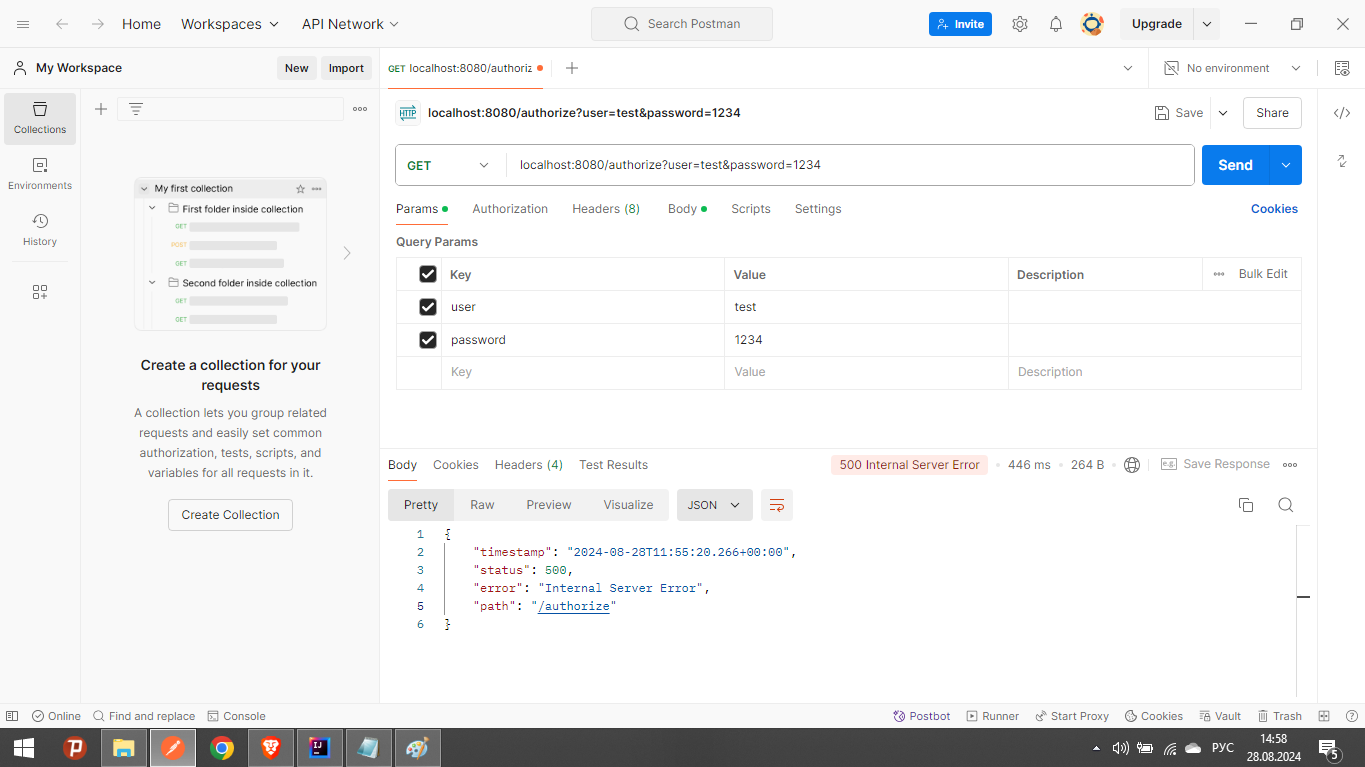 Home Workspaces API Network Search Postman Invite Upgrade
My Workspace New Import GET localhost:8080/authoriz No environment
Collections
Environments
History
My first collection
First folder inside collection
GET
POST
GET
Second folder inside collection
GET
GET
Create a collection for your
requests
A collection lets you group related
requests and easily set common
authorization, tests, scripts, and
variables for all requests in it.
Create Collection
HTTP localhost:8080/authorize?user=test&password=1234 Save Share
GET localhost:8080/authorize?user=test&password=1234 Send
Params Authorization Headers (8) Body Scripts Settings Cookies
Query Params
Key Value Description Bulk Edit
user test
password 1234
Key Value Description
Body Cookies Headers (4) Test Results 500 Internal Server Error 446 ms 264 B e.g. Save Response
Pretty Raw Preview Visualize JSON
1 {
2 "timestamp": "2024-08-28T11:55:20.266+00:00",
3 "status": 500,
4 "error": "Internal Server Error",
5 "path": "/authorize"
6 }
Online Find and replace Console Postbot Runner Start Proxy Cookies Vault Trash
РУС 14:58
28.08.2024 5